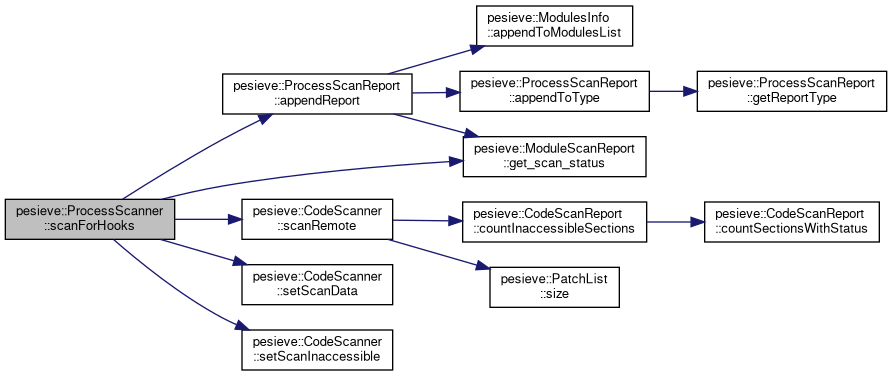 pesieve::ModulesInfo
::appendToModulesList
pesieve::ProcessScanReport
::appendReport
pesieve::ProcessScanReport
::appendToType
pesieve::ProcessScanReport
::getReportType
pesieve::ModuleScanReport
::get_scan_status
pesieve::ProcessScanner
::scanForHooks
pesieve::CodeScanner
::scanRemote
pesieve::CodeScanReport
::countInaccessibleSections
pesieve::CodeScanReport
::countSectionsWithStatus
pesieve::CodeScanner
::setScanData
pesieve::PatchList
::size
pesieve::CodeScanner
::setScanInaccessible